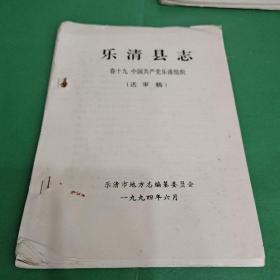 乐清县志
卷十九 中国共产党乐清组织
（送审稿）
乐清市地方志编纂委员会
一九九四年六月